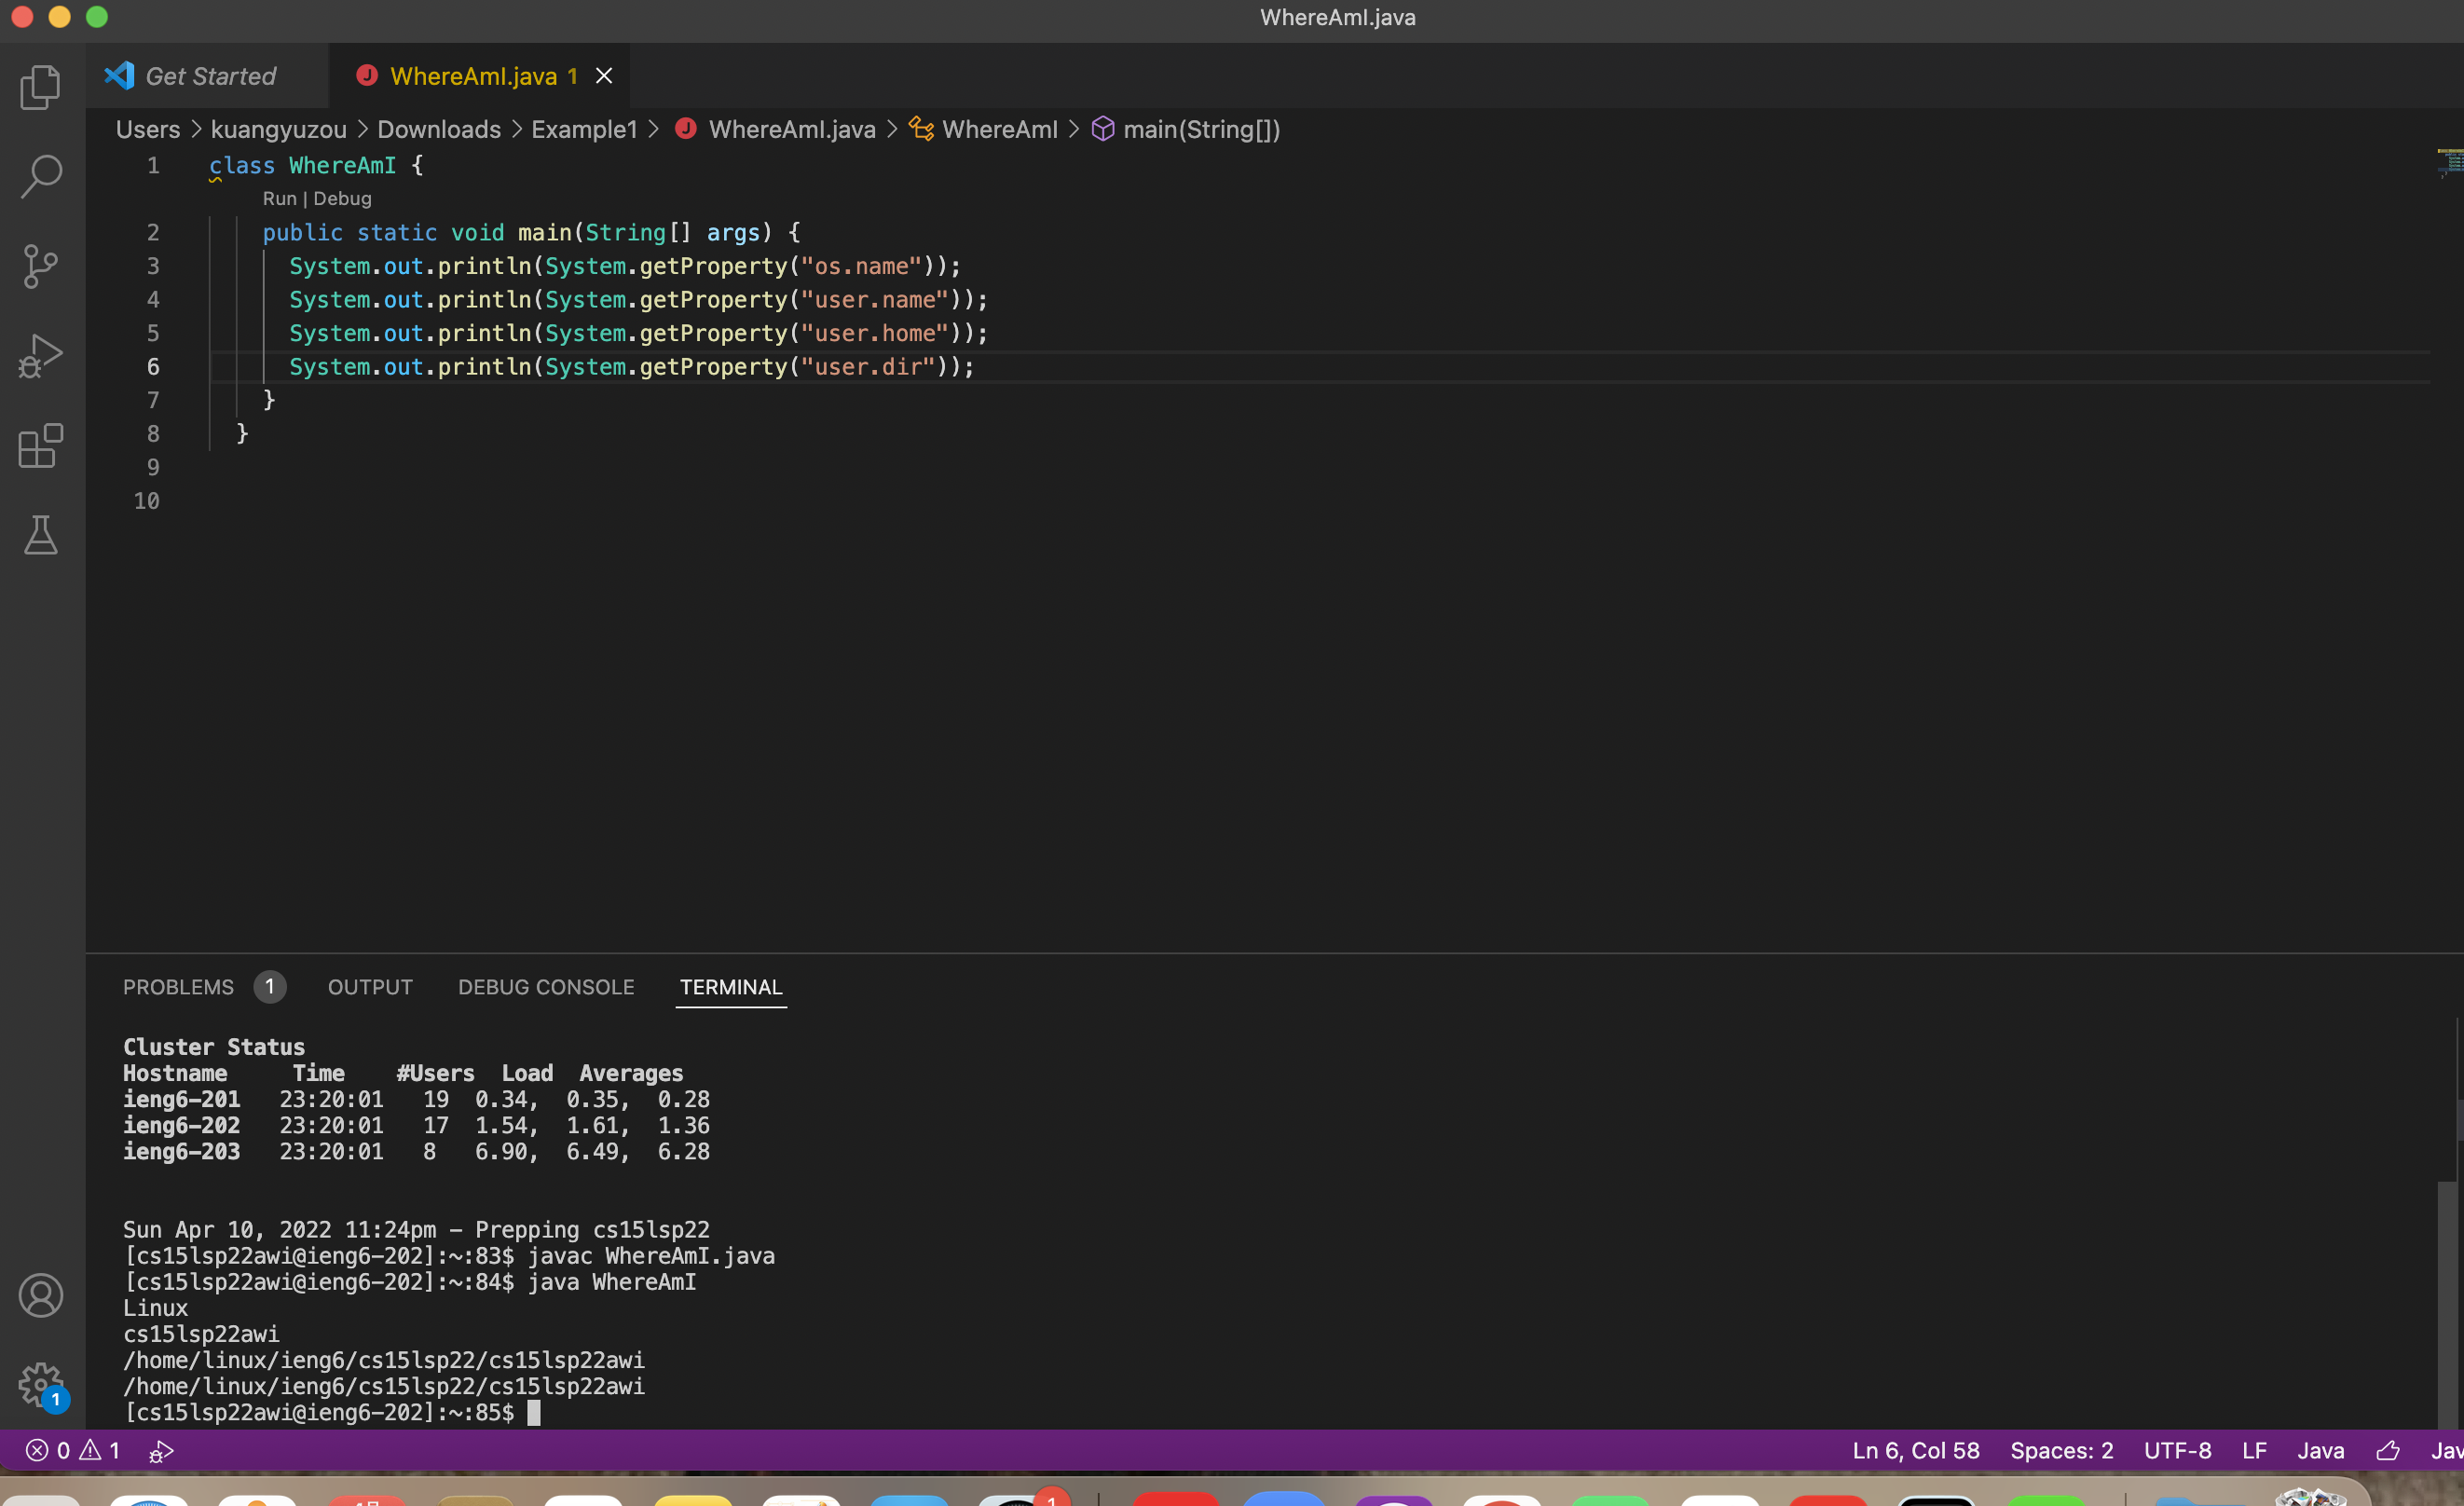 WhereAmI.java
Get Started
WhereAmI.java 1
Users > kuangyuzou > Downloads > Example1 > WhereAmI.java > WhereAmI > main(String[])
1 class WhereAmI {
Run | Debug
2 public static void main(String[] args) {
3 System.out.println(System.getProperty("os.name"));
4 System.out.println(System.getProperty("user.name"));
5 System.out.println(System.getProperty("user.home"));
6 System.out.println(System.getProperty("user.dir"));
7 }
8 }
9
10
PROBLEMS 1 OUTPUT DEBUG CONSOLE TERMINAL
Cluster Status
Hostname Time #Users Load Averages
ieng6-201 23:20:01 19 0.34, 0.35, 0.28
ieng6-202 23:20:01 17 1.54, 1.61, 1.36
ieng6-203 23:20:01 8 6.90, 6.49, 6.28
Sun Apr 10, 2022 11:24pm - Prepping cs15lsp22
[cs15lsp22awi@ieng6-202]:~:83$ javac WhereAmI.java
[cs15lsp22awi@ieng6-202]:~:84$ java WhereAmI
Linux
cs15lsp22awi
/home/linux/ieng6/cs15lsp22/cs15lsp22awi
/home/linux/ieng6/cs15lsp22/cs15lsp22awi
[cs15lsp22awi@ieng6-202]:~:85$
1
0 1 Ln 6, Col 58 Spaces: 2 UTF-8 LF Java Jav
1